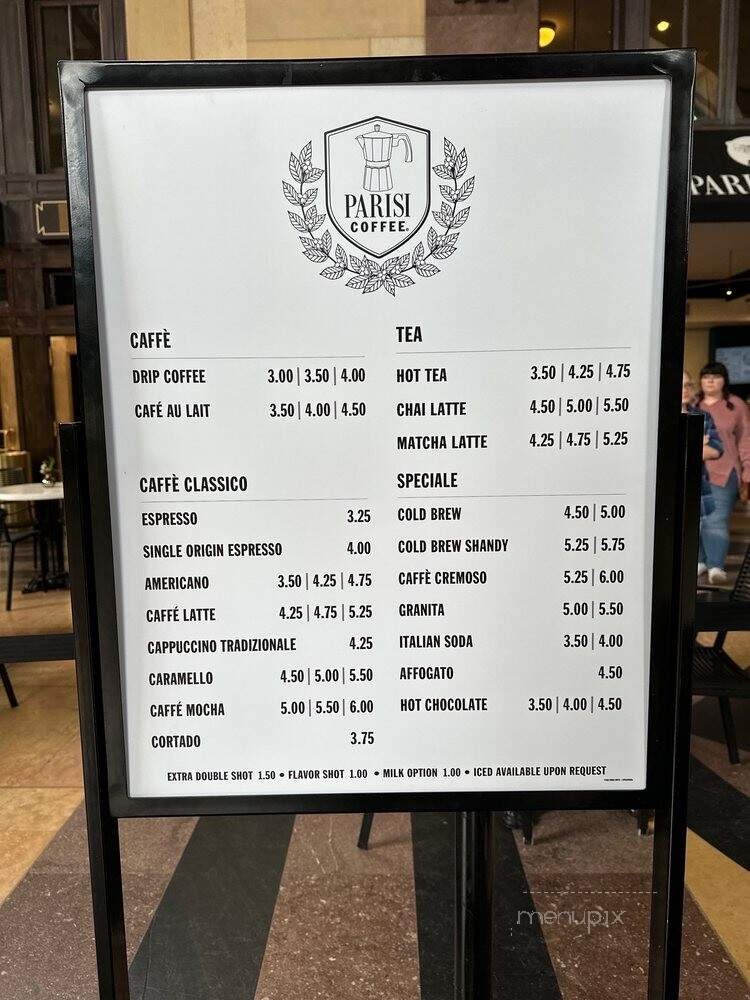 PARISI
COFFEE
PARI
CAFFÈ
DRIP COFFEE 3.00 | 3.50 | 4.00
CAFÉ AU LAIT 3.50 | 4.00 | 4.50
TEA
HOT TEA 3.50 | 4.25 | 4.75
CHAI LATTE 4.50 | 5.00 | 5.50
MATCHA LATTE 4.25 | 4.75 | 5.25
CAFFÈ CLASSICO
ESPRESSO 3.25
SINGLE ORIGIN ESPRESSO 4.00
AMERICANO 3.50 | 4.25 | 4.75
CAFFÉ LATTE 4.25 | 4.75 | 5.25
CAPPUCCINO TRADIZIONALE 4.25
CARAMELLO 4.50 | 5.00 | 5.50
CAFFÉ MOCHA 5.00 | 5.50 | 6.00
CORTADO 3.75
SPECIALE
COLD BREW 4.50 | 5.00
COLD BREW SHANDY 5.25 | 5.75
CAFFÈ CREMOSO 5.25 | 6.00
GRANITA 5.00 | 5.50
ITALIAN SODA 3.50 | 4.00
AFFOGATO 4.50
HOT CHOCOLATE 3.50 | 4.00 | 4.50
EXTRA DOUBLE SHOT 1.50 • FLAVOR SHOT 1.00 • MILK OPTION 1.00 • ICED AVAILABLE UPON REQUEST
menupix